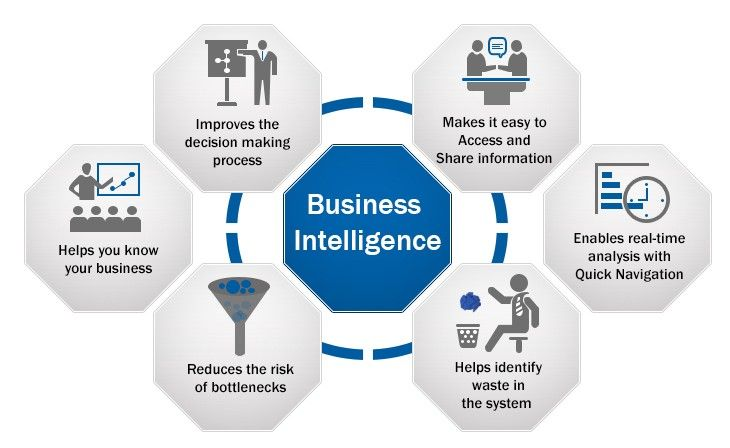 Business
Intelligence
Improves the
decision making
process
Makes it easy to
Access and
Share information
Helps you know
your business
Enables real-time
analysis with
Quick Navigation
Reduces the risk
of bottlenecks
Helps identify
waste in
the system